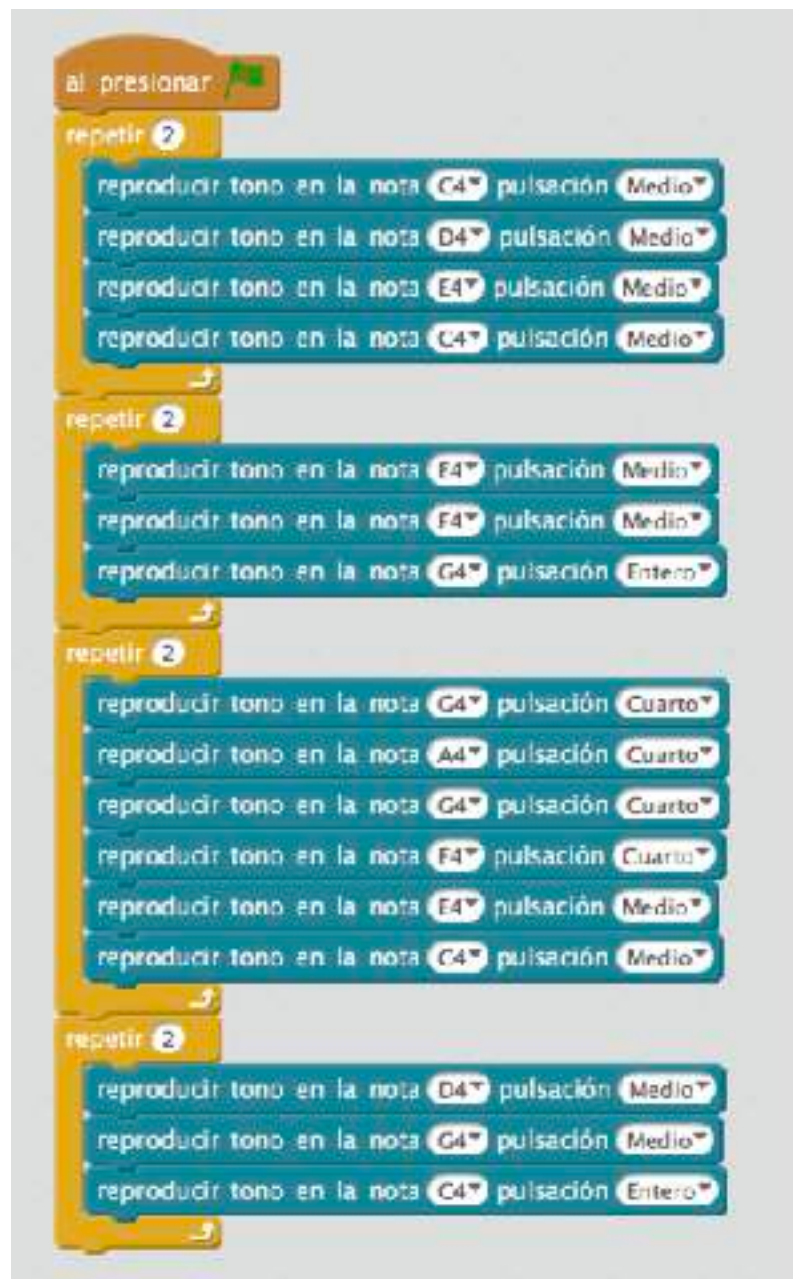 al presionar
repetir 2
reproducir tono en la nota C4 pulsación Medio
reproducir tono en la nota D4 pulsación Medio
reproducir tono en la nota E4 pulsación Medio
reproducir tono en la nota C4 pulsación Medio
repetir 2
reproducir tono en la nota E4 pulsación Medio
reproducir tono en la nota F4 pulsación Medio
reproducir tono en la nota G4 pulsación Entero
repetir 2
reproducir tono en la nota G4 pulsación Cuarto
reproducir tono en la nota A4 pulsación Cuarto
reproducir tono en la nota G4 pulsación Cuarto
reproducir tono en la nota F4 pulsación Cuarto
reproducir tono en la nota E4 pulsación Medio
reproducir tono en la nota C4 pulsación Medio
repetir 2
reproducir tono en la nota D4 pulsación Medio
reproducir tono en la nota G4 pulsación Medio
reproducir tono en la nota C4 pulsación Entero